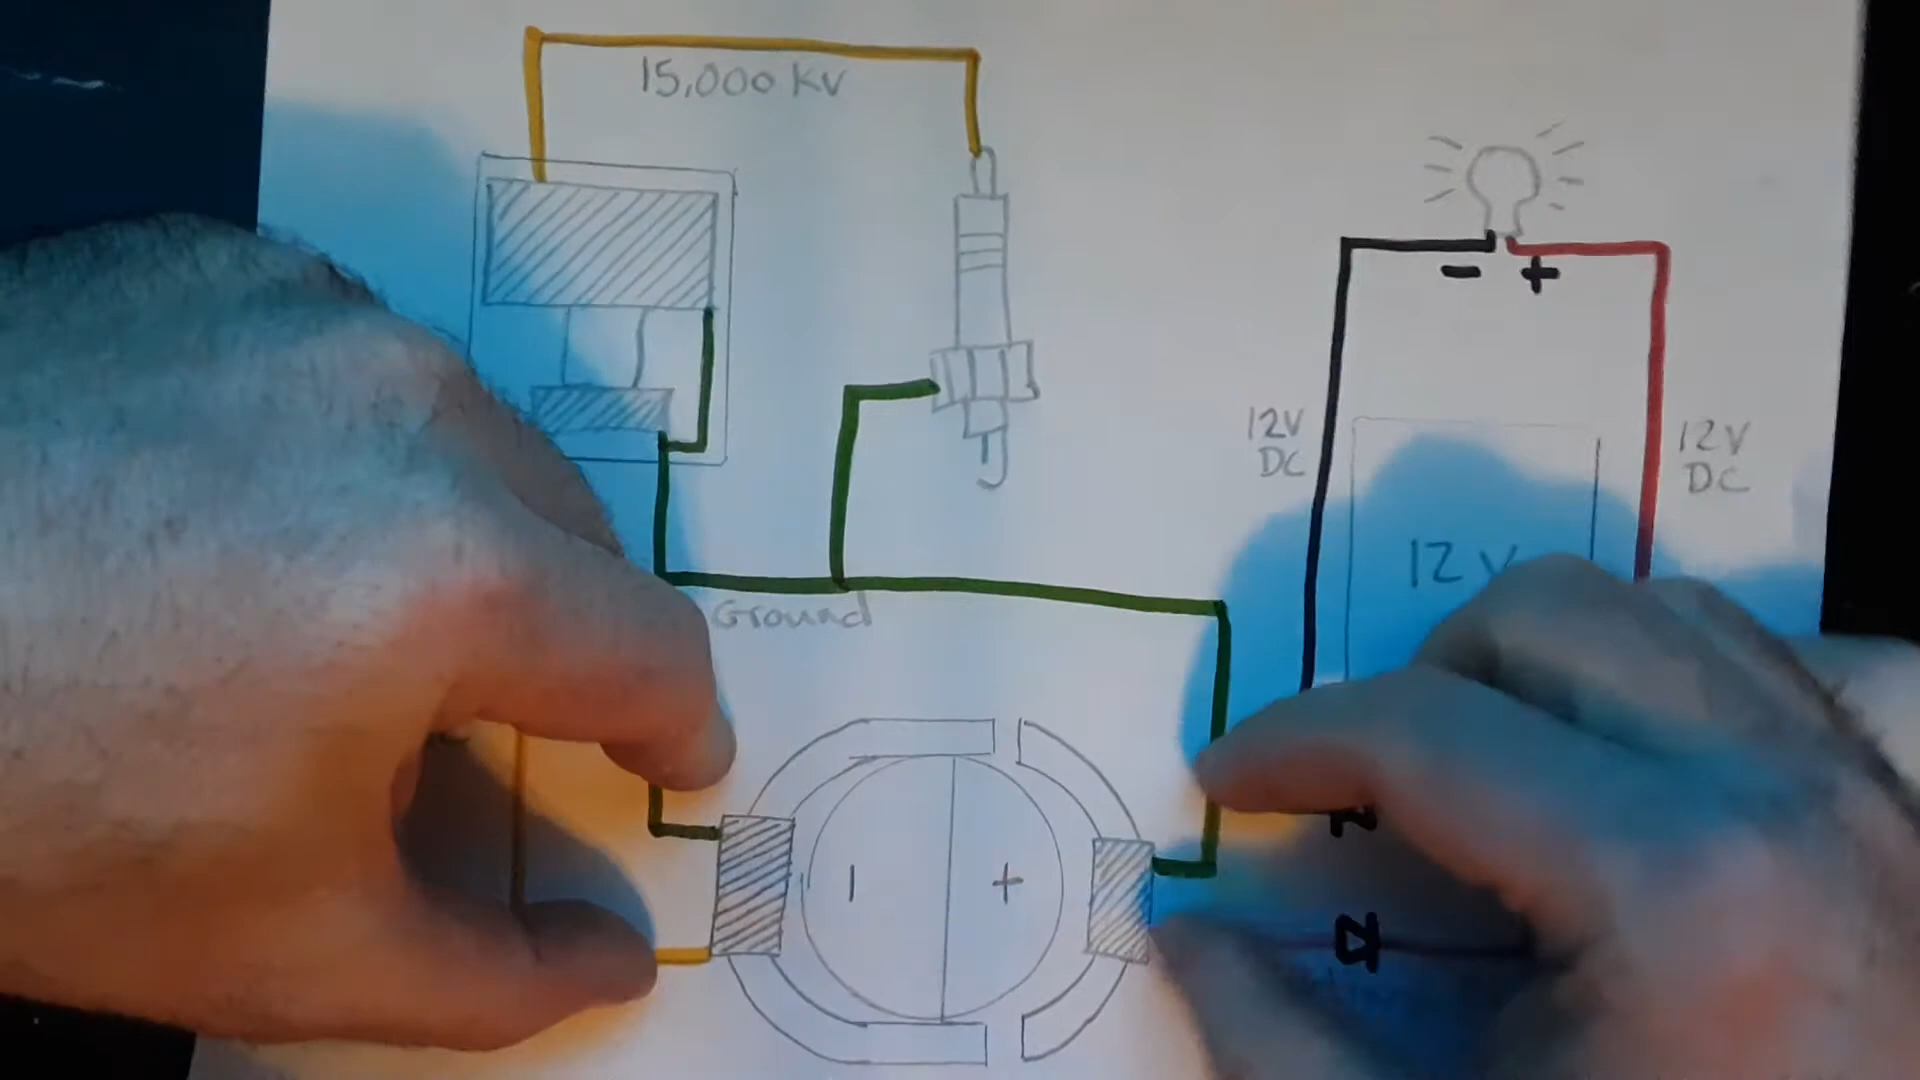 15,000 KV
- +
12V
DC
12V
DC
12 V
Ground
- +